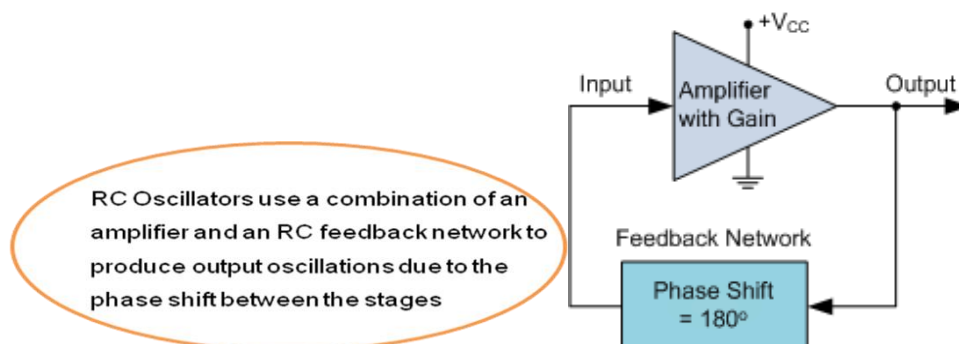 +VCC
Input
Amplifier
with Gain
Output
RC Oscillators use a combination of an
amplifier and an RC feedback network to
produce output oscillations due to the
phase shift between the stages
Feedback Network
Phase Shift
= 180°